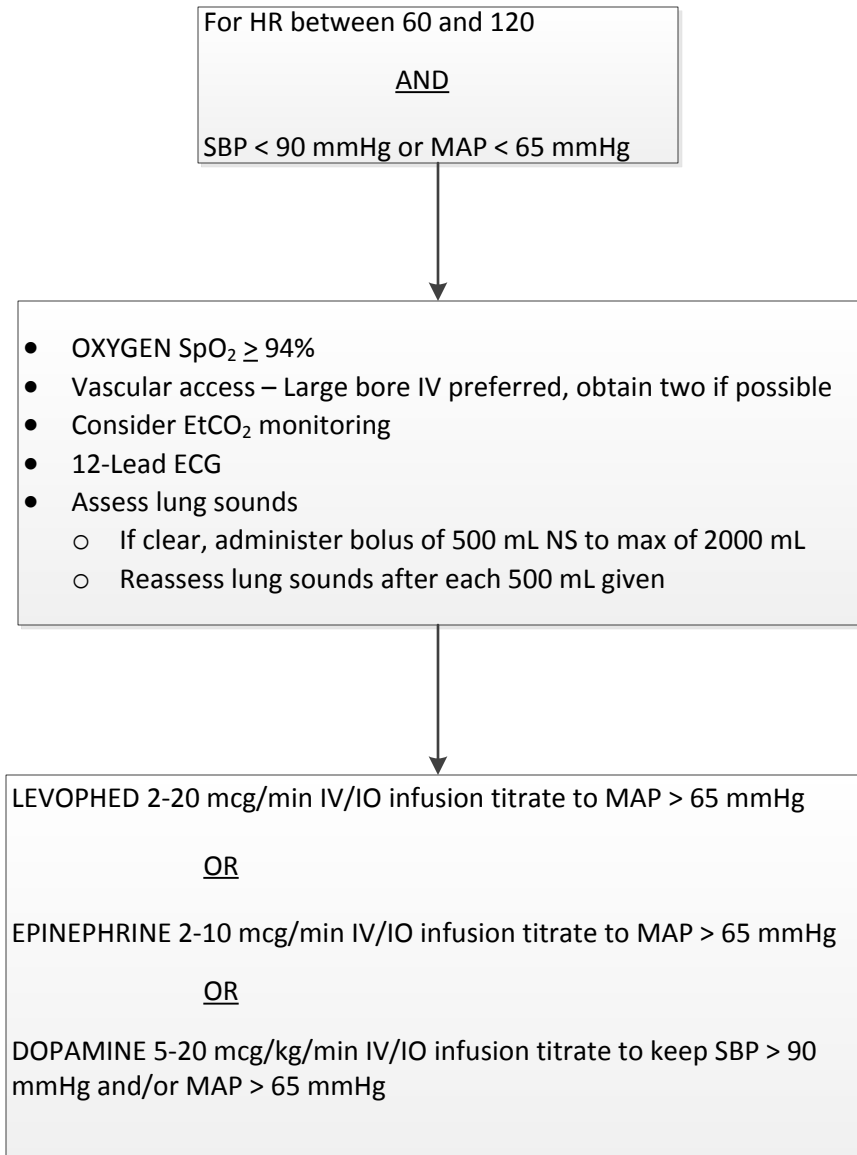 For HR between 60 and 120
AND
SBP < 90 mmHg or MAP < 65 mmHg
• OXYGEN SpO₂ ≥ 94%
• Vascular access – Large bore IV preferred, obtain two if possible
• Consider EtCO₂ monitoring
• 12-Lead ECG
• Assess lung sounds
o If clear, administer bolus of 500 mL NS to max of 2000 mL
o Reassess lung sounds after each 500 mL given
LEVOPHED 2-20 mcg/min IV/IO infusion titrate to MAP > 65 mmHg
OR
EPINEPHRINE 2-10 mcg/min IV/IO infusion titrate to MAP > 65 mmHg
OR
DOPAMINE 5-20 mcg/kg/min IV/IO infusion titrate to keep SBP > 90
mmHg and/or MAP > 65 mmHg